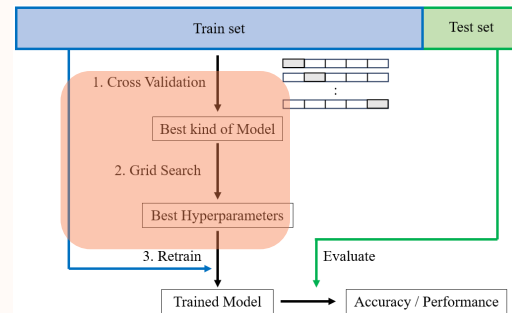 Train set
Test set
1. Cross Validation
:
Best kind of Model
2. Grid Search
Best Hyperparameters
3. Retrain
Evaluate
Trained Model
Accuracy / Performance